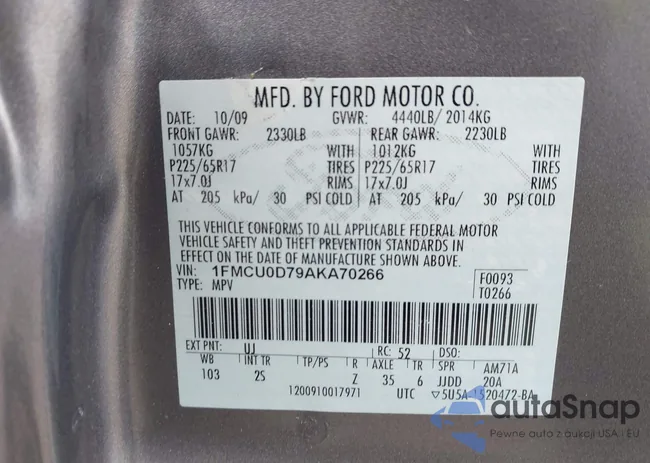 MFD. BY FORD MOTOR CO.
DATE: 10/09 GVWR: 4440LB/ 2014KG
FRONT GAWR: 2330LB REAR GAWR: 2230LB
1057KG WITH 1012KG WITH
P225/65R17 TIRES P225/65R17 TIRES
17x7.0J RIMS 17x7.0J RIMS
AT 205 kPa/ 30 PSI COLD AT 205 kPa/ 30 PSI COLD
THIS VEHICLE CONFORMS TO ALL APPLICABLE FEDERAL MOTOR
VEHICLE SAFETY AND THEFT PREVENTION STANDARDS IN
EFFECT ON THE DATE OF MANUFACTURE SHOWN ABOVE.
VIN: 1FMCU0D79AKA70266 F0093
TYPE: MPV T0266
EXT PNT: UJ RC: 52 DSO:
WB INT TR TP/PS R AXLE TR SPR AM71A
103 2S Z 35 6 JJDD 20A
1200910017971 UTC ▽5U5A-1520472-BA
autoSnap
Pewne auto z aukcji USA i EU